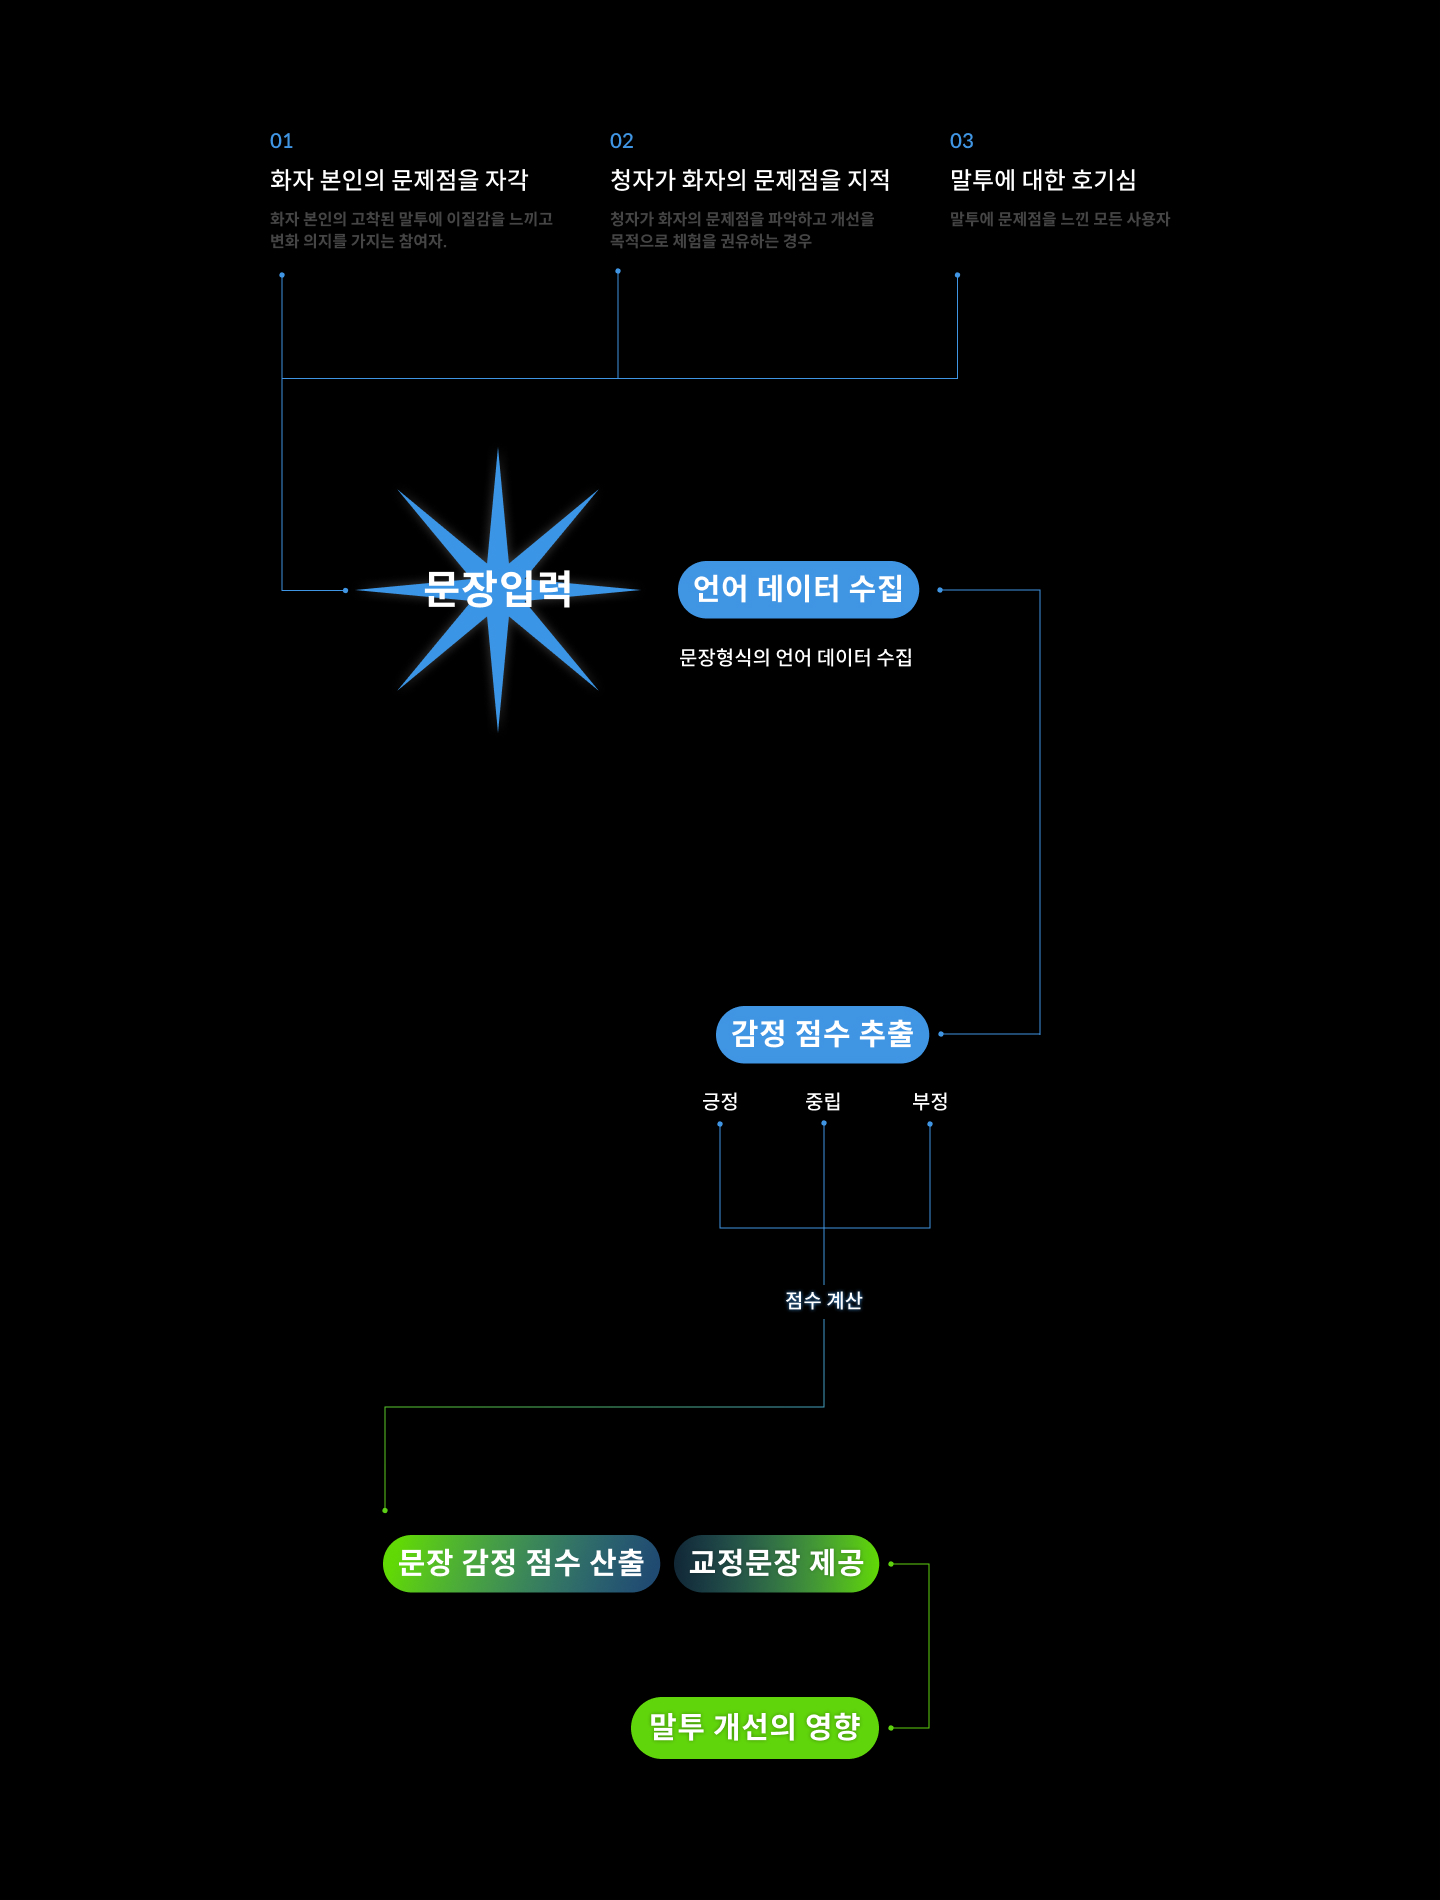 01
화자 본인의 문제점을 자각
화자 본인의 고착된 말투에 이질감을 느끼고
변화 의지를 가지는 참여자.
02
청자가 화자의 문제점을 지적
청자가 화자의 문제점을 파악하고 개선을
목적으로 체험을 권유하는 경우
03
말투에 대한 호기심
말투에 문제점을 느낀 모든 사용자
문장입력
언어 데이터 수집
문장형식의 언어 데이터 수집
감정 점수 추출
긍정
중립
부정
점수 계산
문장 감정 점수 산출
교정문장 제공
말투 개선의 영향